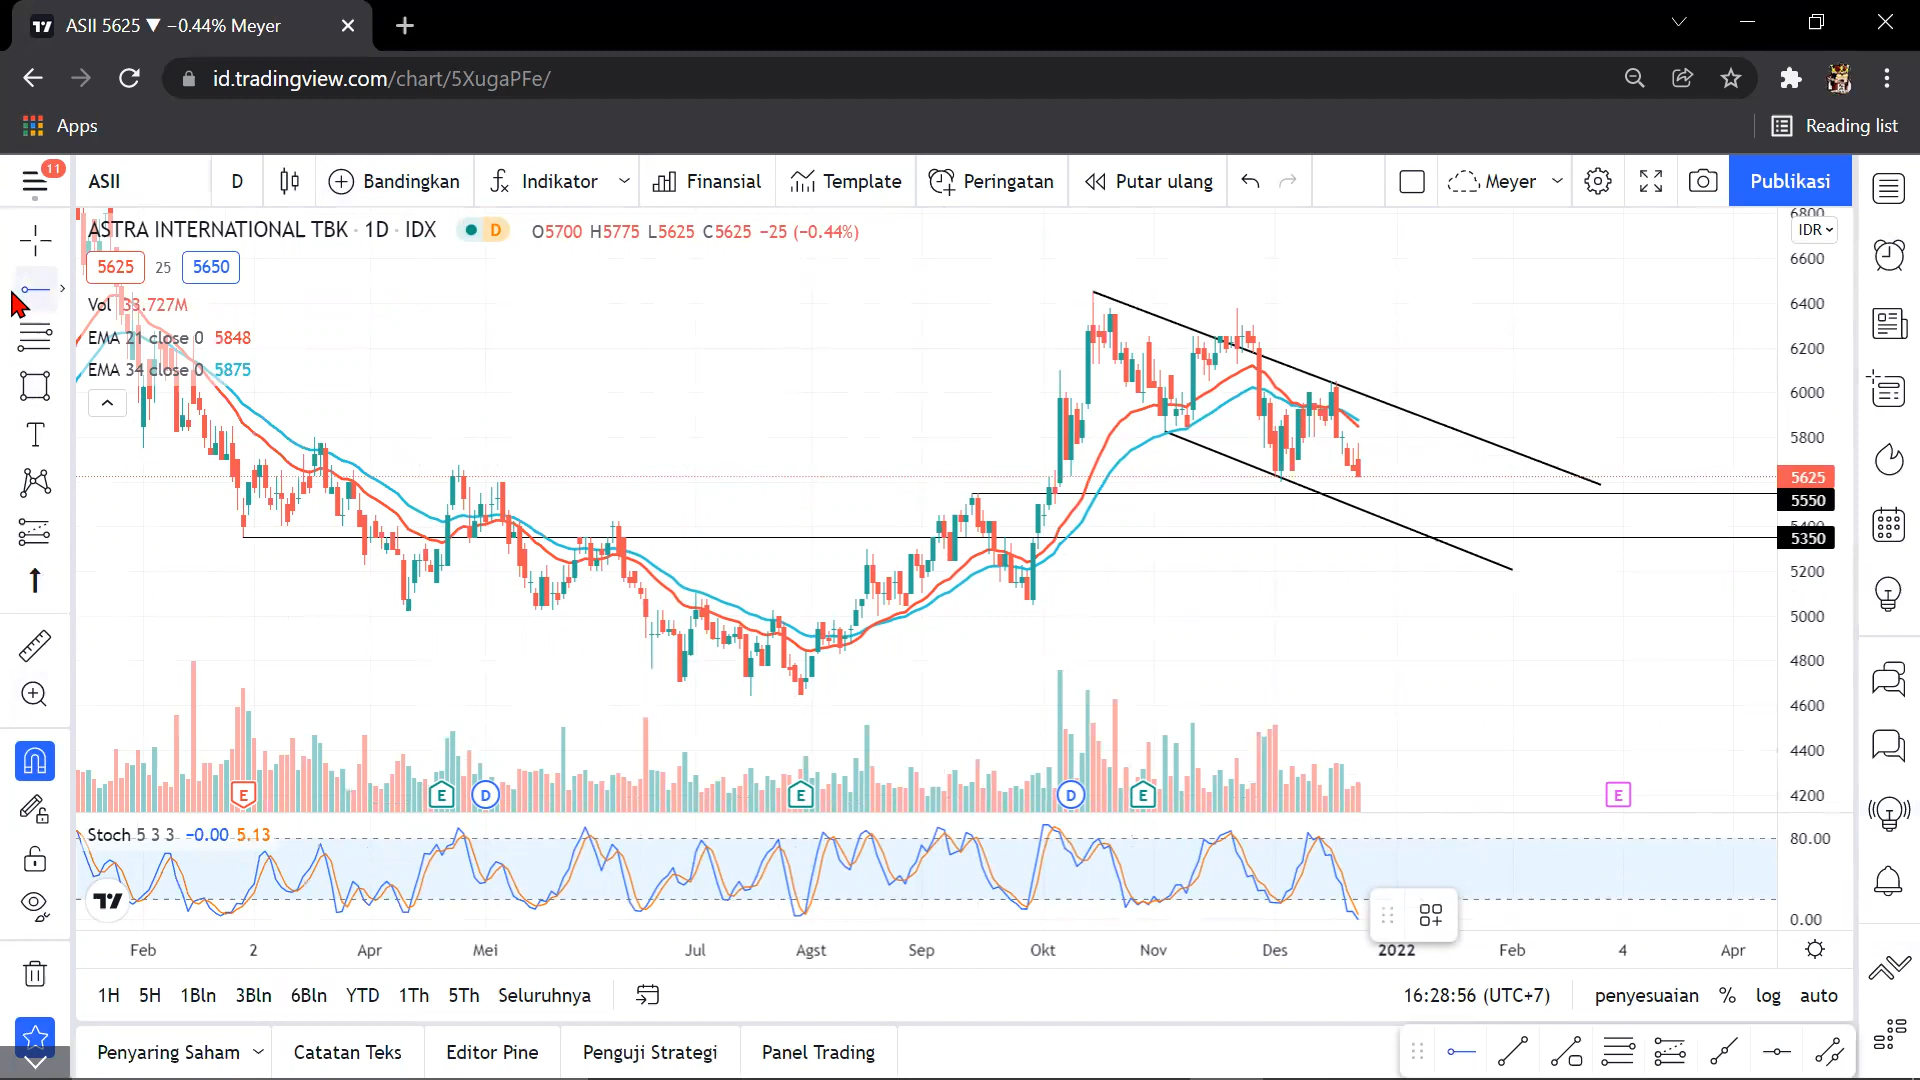 ASII 5625 ▼ −0.44% Meyer
id.tradingview.com/chart/5XugaPFe/
Apps
Reading list
11
ASII
D
Bandingkan
Indikator
Finansial
Template
Peringatan
Putar ulang
Meyer
Publikasi
ASTRA INTERNATIONAL TBK · 1D · IDX
D
O5700 H5775 L5625 C5625 −25 (−0.44%)
IDR
5625
25
5650
Vol 33.727M
EMA 21 close 0 5848
EMA 34 close 0 5875
6800
6600
6400
6200
6000
5800
5625
5550
5400
5350
5200
5000
4800
4600
4400
4200
E
E
D
E
D
E
E
Stoch 5 3 3 −0.00 5.13
80.00
0.00
Feb 2 Apr Mei Jul Agst Sep Okt Nov Des 2022 Feb 4 Apr
1H 5H 1Bln 3Bln 6Bln YTD 1Th 5Th Seluruhnya
16:28:56 (UTC+7)
penyesuaian % log auto
Penyaring Saham
Catatan Teks
Editor Pine
Penguji Strategi
Panel Trading